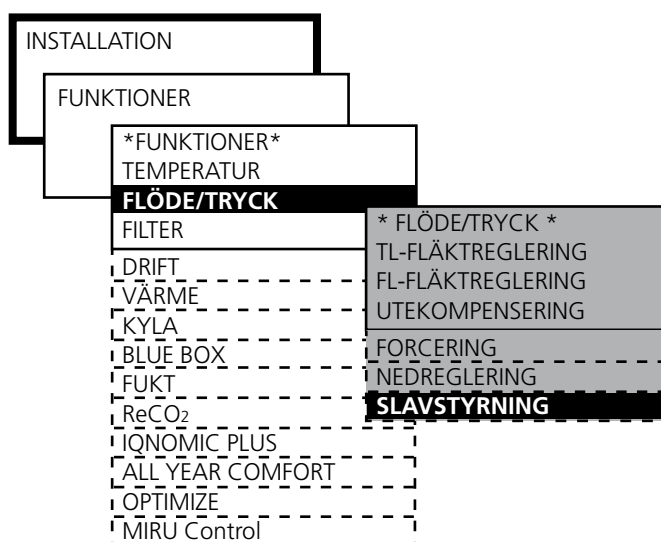 INSTALLATION
FUNKTIONER
*FUNKTIONER*
TEMPERATUR
FLÖDE/TRYCK
FILTER
DRIFT
VÄRME
KYLA
BLUE BOX
FUKT
ReCO2
IQNOMIC PLUS
ALL YEAR COMFORT
OPTIMIZE
MIRU Control
* FLÖDE/TRYCK *
TL-FLÄKTREGLERING
FL-FLÄKTREGLERING
UTEKOMPENSERING
FORCERING
NEDREGLERING
SLAVSTYRNING